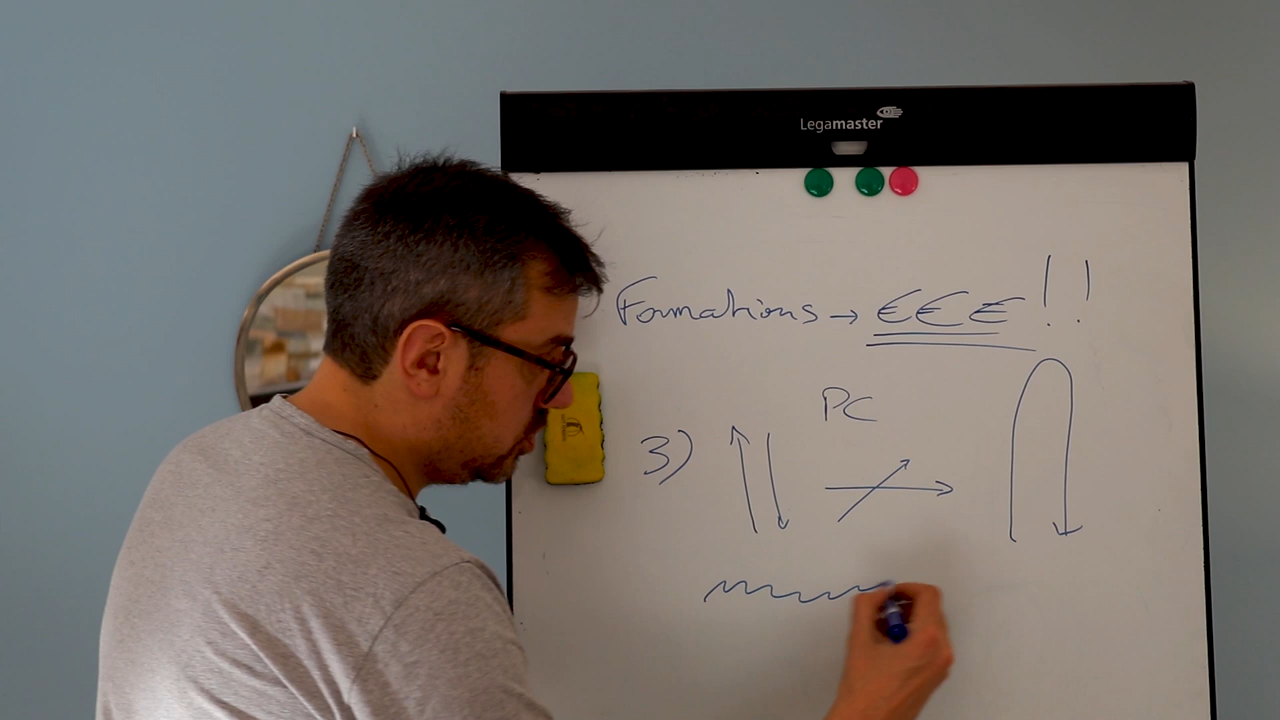 Legamaster
Formations → €€€ !!
PC
3)